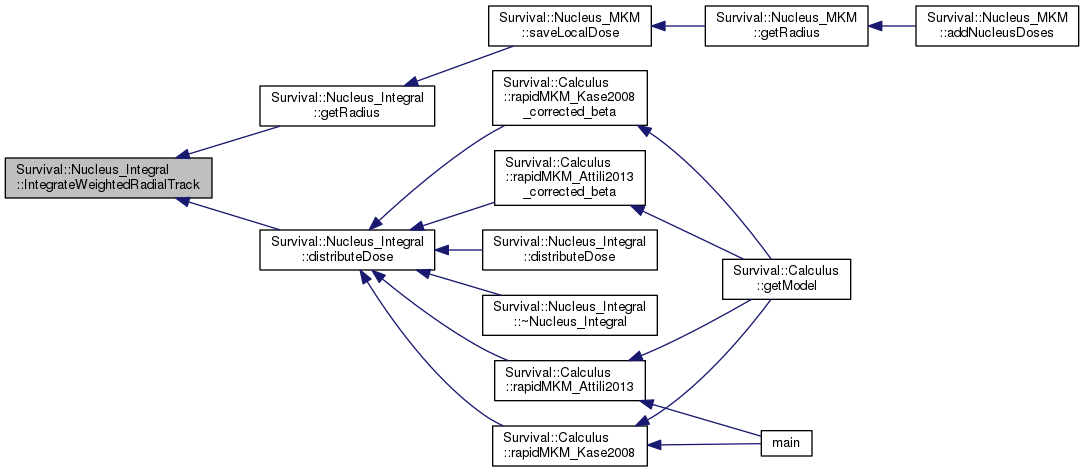 Survival::Nucleus_MKM
::saveLocalDose
Survival::Nucleus_MKM
::getRadius
Survival::Nucleus_MKM
::addNucleusDoses
Survival::Calculus
::rapidMKM_Kase2008
_corrected_beta
Survival::Nucleus_Integral
::getRadius
Survival::Nucleus_Integral
::IntegrateWeightedRadialTrack
Survival::Calculus
::rapidMKM_Attili2013
_corrected_beta
Survival::Nucleus_Integral
::distributeDose
Survival::Nucleus_Integral
::distributeDose
Survival::Calculus
::getModel
Survival::Nucleus_Integral
::~Nucleus_Integral
Survival::Calculus
::rapidMKM_Attili2013
Survival::Calculus
::rapidMKM_Kase2008
main